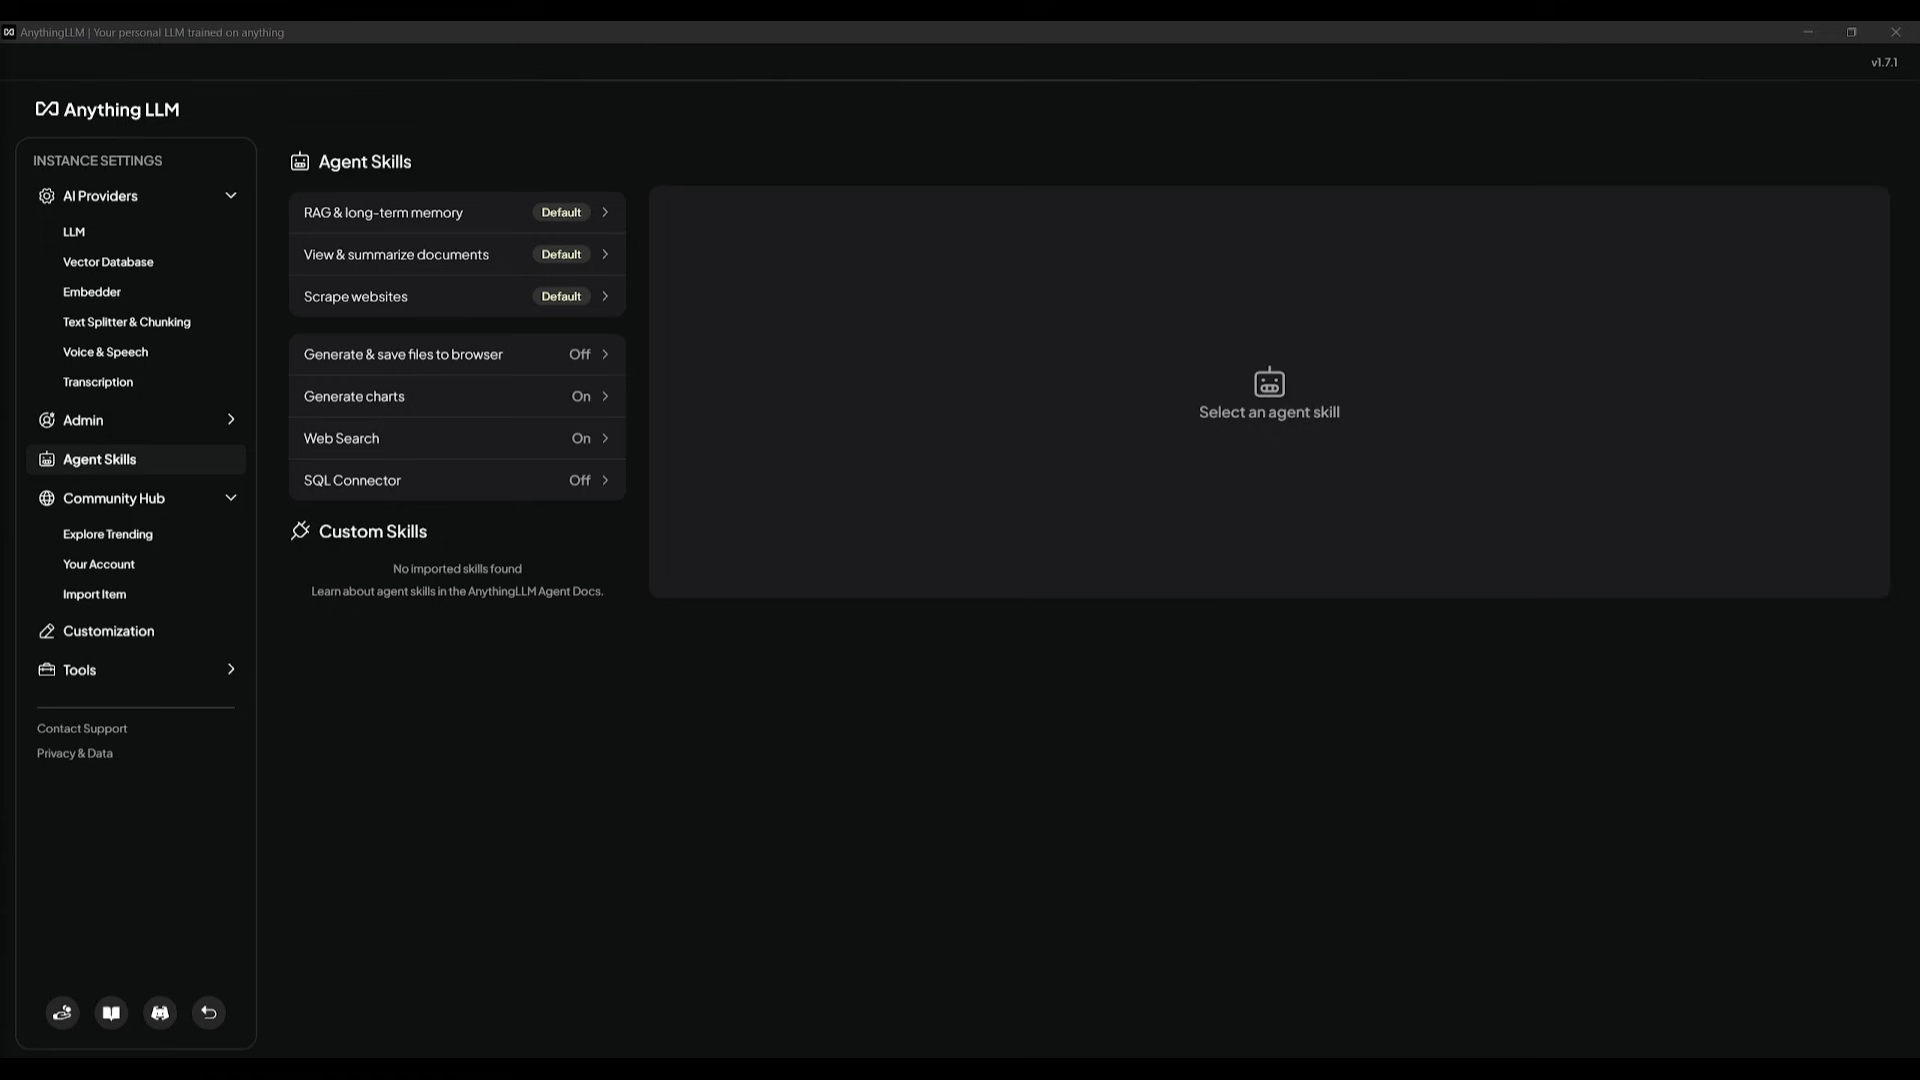 AnythingLLM | Your personal LLM trained on anything
v1.7.1
Anything LLM
INSTANCE SETTINGS
AI Providers
LLM
Vector Database
Embedder
Text Splitter & Chunking
Voice & Speech
Transcription
Admin
Agent Skills
Community Hub
Explore Trending
Your Account
Import Item
Customization
Tools
Contact Support
Privacy & Data
Agent Skills
RAG & long-term memory Default
View & summarize documents Default
Scrape websites Default
Generate & save files to browser Off
Generate charts On
Web Search On
SQL Connector Off
Custom Skills
No imported skills found
Learn about agent skills in the AnythingLLM Agent Docs.
Select an agent skill